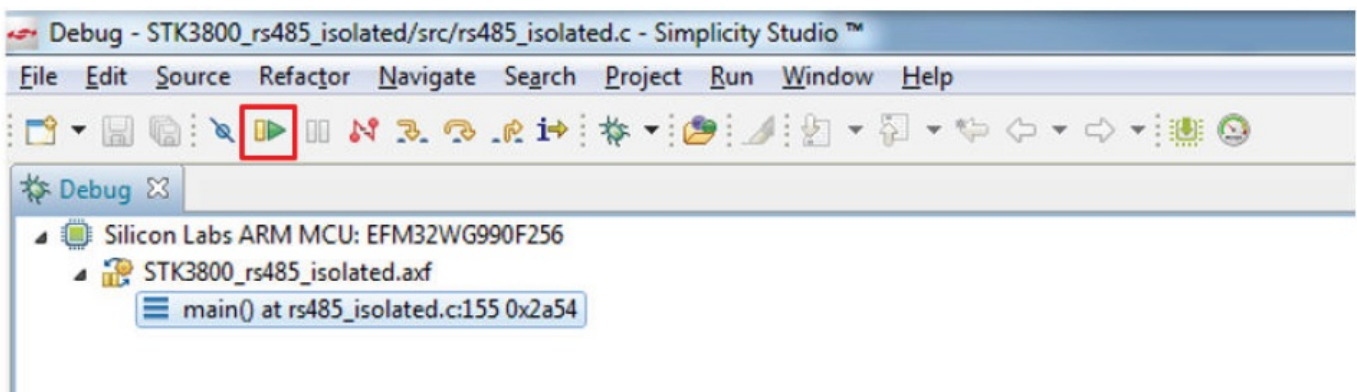 Debug - STK3800_rs485_isolated/src/rs485_isolated.c - Simplicity Studio ™
File Edit Source Refactor Navigate Search Project Run Window Help
Debug
Silicon Labs ARM MCU: EFM32WG990F256
STK3800_rs485_isolated.axf
main() at rs485_isolated.c:155 0x2a54